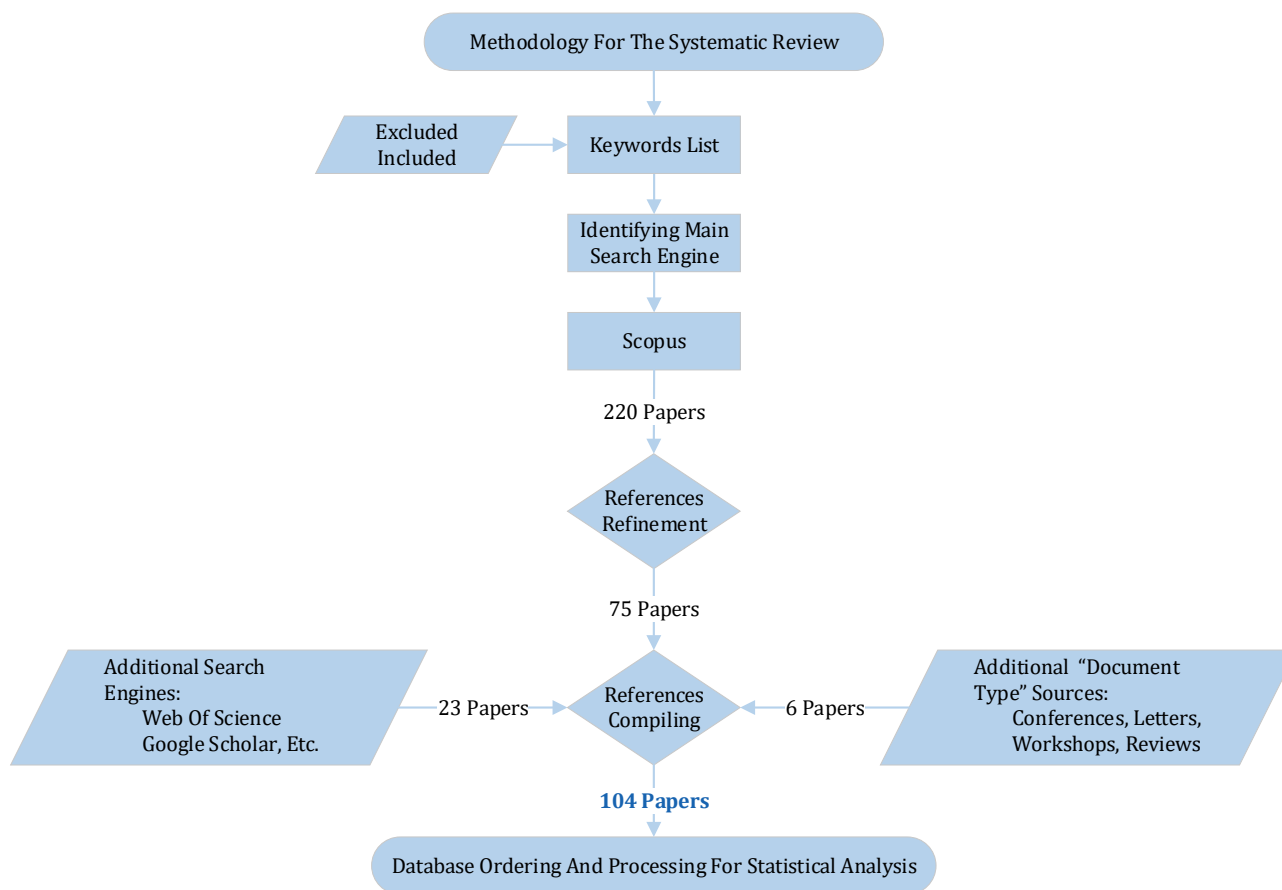 Methodology For The Systematic Review
Excluded
Included
Keywords List
Identifying Main
Search Engine
Scopus
220 Papers
References
Refinement
75 Papers
Additional Search
Engines:
Web Of Science
Google Scholar, Etc.
23 Papers
References
Compiling
6 Papers
Additional “Document
Type” Sources:
Conferences, Letters,
Workshops, Reviews
104 Papers
Database Ordering And Processing For Statistical Analysis